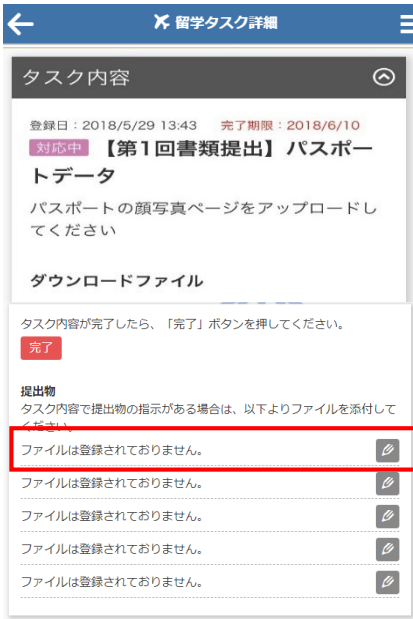 留学タスク詳細
タスク内容
登録日：2018/5/29 13:43 完了期限：2018/6/10
対応中 【第1回書類提出】パスポー
トデータ
パスポートの顔写真ページをアップロードし
てください
ダウンロードファイル
タスク内容が完了したら、「完了」ボタンを押してください。
完了
提出物
タスク内容で提出物の指示がある場合は、以下よりファイルを添付して
ください。
ファイルは登録されておりません。
ファイルは登録されておりません。
ファイルは登録されておりません。
ファイルは登録されておりません。
ファイルは登録されておりません。